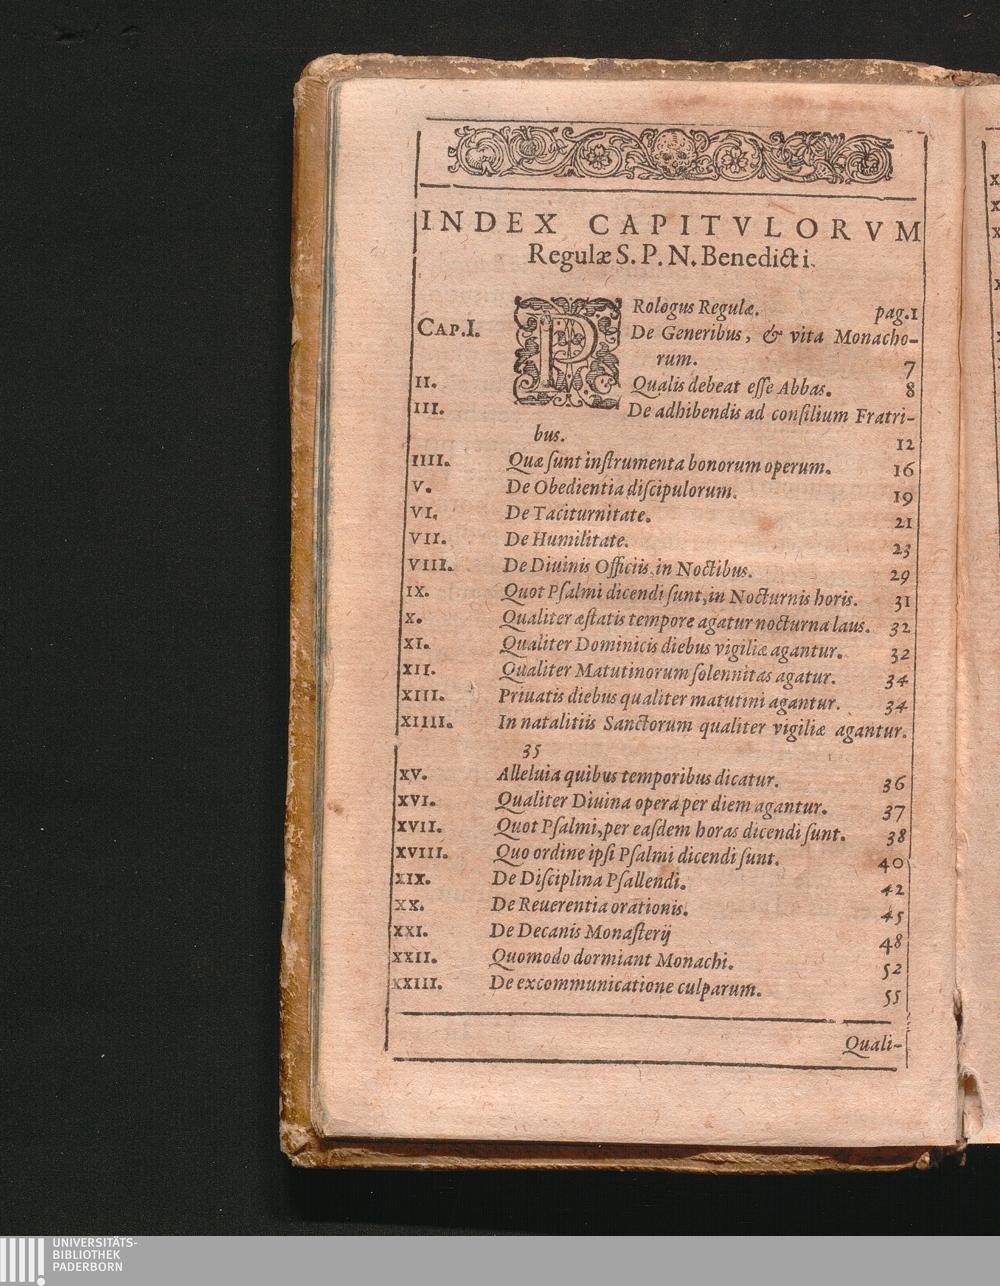 INDEX CAPITVLORVM
Regulæ S. P. N. Benedicti.
PRologus Regulæ. pag. 1
CAP. I. De Generibus, & vita Monacho-
rum. 7
II. Qualis debeat eſſe Abbas. 8
III. De adhibendis ad conſilium Fratri-
bus. 12
IIII. Quæ ſunt inſtrumenta bonorum operum. 16
V. De Obedientia diſcipulorum. 19
VI. De Taciturnitate. 21
VII. De Humilitate. 23
VIII. De Diuinis Officiis, in Noctibus. 29
IX. Quot Pſalmi dicendi ſunt, in Nocturnis horis. 31
X. Qualiter æſtatis tempore agatur nocturna laus. 32
XI. Qualiter Dominicis diebus vigiliæ agantur. 32
XII. Qualiter Matutinorum ſolennitas agatur. 34
XIII. Priuatis diebus qualiter matutini agantur. 34
XIIII. In natalitiis Sanctorum qualiter vigiliæ agantur.
35
XV. Alleluia quibus temporibus dicatur. 36
XVI. Qualiter Diuina opera per diem agantur. 37
XVII. Quot Pſalmi, per eaſdem horas dicendi ſunt. 38
XVIII. Quo ordine ipſi Pſalmi dicendi ſunt. 40
XIX. De Diſciplina Pſallendi. 42
XX. De Reuerentia orationis. 45
XXI. De Decanis Monaſterij 48
XXII. Quomodo dormiant Monachi. 52
XXIII. De excommunicatione culparum. 55
Quali-
UNIVERSITÄTS-
BIBLIOTHEK
PADERBORN